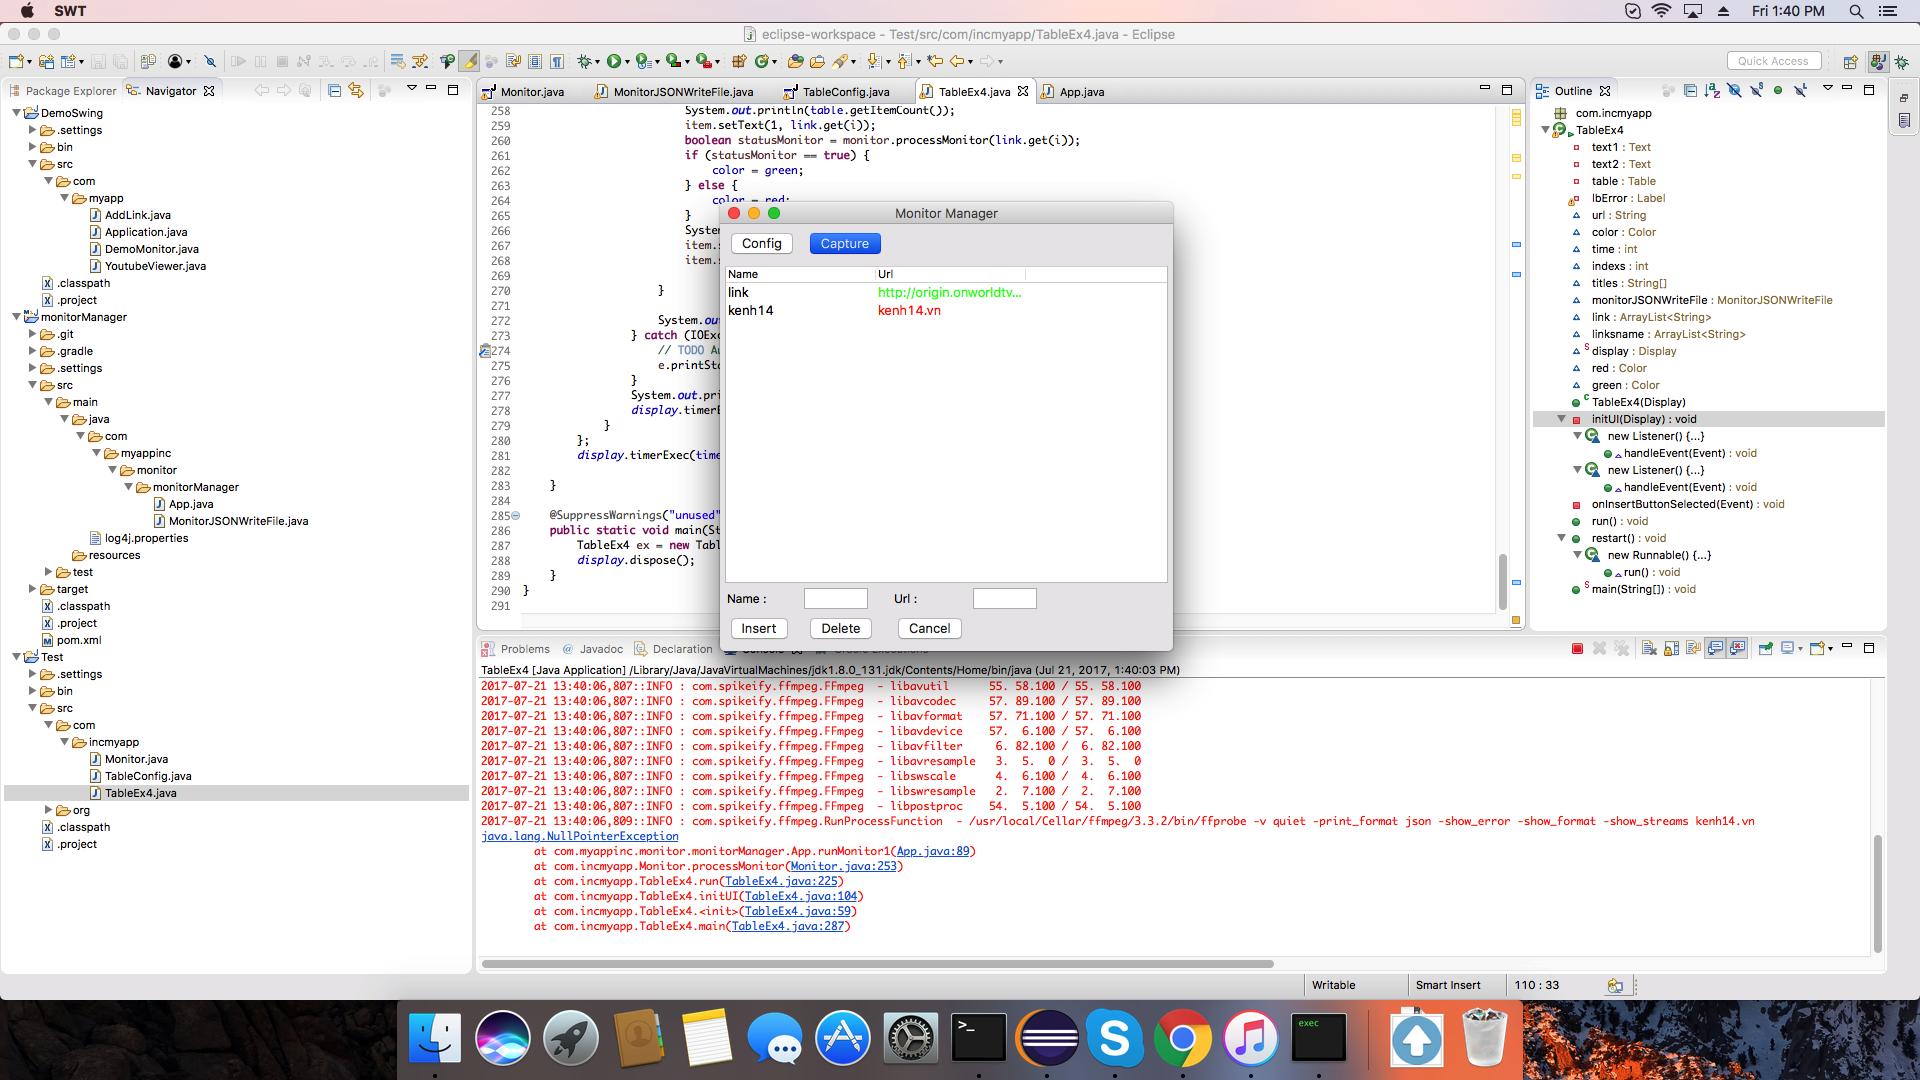 SWT
Fri 1:40 PM
eclipse-workspace - Test/src/com/incmyapp/TableEx4.java - Eclipse
Quick Access
Package Explorer
Navigator
DemoSwing
.settings
bin
src
com
myapp
AddLink.java
Application.java
DemoMonitor.java
YoutubeViewer.java
.classpath
.project
monitorManager
.git
.gradle
.settings
src
main
java
com
myappinc
monitor
monitorManager
App.java
MonitorJSONWriteFile.java
log4j.properties
resources
test
target
.classpath
.project
pom.xml
Test
.settings
bin
src
com
incmyapp
Monitor.java
TableConfig.java
TableEx4.java
org
.classpath
.project
Monitor.java
MonitorJSONWriteFile.java
TableConfig.java
TableEx4.java
App.java
258 System.out.println(table.getItemCount());
259 item.setText(1, link.get(i));
260 boolean statusMonitor = monitor.processMonitor(link.get(i));
261 if (statusMonitor == true) {
262 color = green;
263 } else {
264 color = red;
265 }
266 System
267 item.s
268 item.s
269
270 }
271
272 System.ou
273 } catch (IOExc
274 // TODO Au
275 e.printSta
276 }
277 System.out.pri
278 display.timerE
279 }
280 };
281 display.timerExec(time
282
283 }
284
285 @SuppressWarnings("unused"
286 public static void main(St
287 TableEx4 ex = new Tabl
288 display.dispose();
289 }
290 }
291
Monitor Manager
Config
Capture
Name Url
link http://origin.onworldtv...
kenh14 kenh14.vn
Name :
Url :
Insert
Delete
Cancel
Outline
com.incmyapp
TableEx4
text1 : Text
text2 : Text
table : Table
lbError : Label
url : String
color : Color
time : int
indexs : int
titles : String[]
monitorJSONWriteFile : MonitorJSONWriteFile
link : ArrayList<String>
linksname : ArrayList<String>
display : Display
red : Color
green : Color
TableEx4(Display)
initUI(Display) : void
new Listener() {...}
handleEvent(Event) : void
new Listener() {...}
handleEvent(Event) : void
onInsertButtonSelected(Event) : void
run() : void
restart() : void
new Runnable() {...}
run() : void
main(String[]) : void
Problems
Javadoc
Declaration
TableEx4 [Java Application] /Library/Java/JavaVirtualMachines/jdk1.8.0_131.jdk/Contents/Home/bin/java (Jul 21, 2017, 1:40:03 PM)
2017-07-21 13:40:06,807::INFO : com.spikeify.ffmpeg.FFmpeg - libavutil 55. 58.100 / 55. 58.100
2017-07-21 13:40:06,807::INFO : com.spikeify.ffmpeg.FFmpeg - libavcodec 57. 89.100 / 57. 89.100
2017-07-21 13:40:06,807::INFO : com.spikeify.ffmpeg.FFmpeg - libavformat 57. 71.100 / 57. 71.100
2017-07-21 13:40:06,807::INFO : com.spikeify.ffmpeg.FFmpeg - libavdevice 57. 6.100 / 57. 6.100
2017-07-21 13:40:06,807::INFO : com.spikeify.ffmpeg.FFmpeg - libavfilter 6. 82.100 / 6. 82.100
2017-07-21 13:40:06,807::INFO : com.spikeify.ffmpeg.FFmpeg - libavresample 3. 5. 0 / 3. 5. 0
2017-07-21 13:40:06,807::INFO : com.spikeify.ffmpeg.FFmpeg - libswscale 4. 6.100 / 4. 6.100
2017-07-21 13:40:06,807::INFO : com.spikeify.ffmpeg.FFmpeg - libswresample 2. 7.100 / 2. 7.100
2017-07-21 13:40:06,807::INFO : com.spikeify.ffmpeg.FFmpeg - libpostproc 54. 5.100 / 54. 5.100
2017-07-21 13:40:06,809::INFO : com.spikeify.ffmpeg.RunProcessFunction - /usr/local/Cellar/ffmpeg/3.3.2/bin/ffprobe -v quiet -print_format json -show_error -show_format -show_streams kenh14.vn
java.lang.NullPointerException
at com.myappinc.monitor.monitorManager.App.runMonitor1(App.java:89)
at com.incmyapp.Monitor.processMonitor(Monitor.java:253)
at com.incmyapp.TableEx4.run(TableEx4.java:225)
at com.incmyapp.TableEx4.initUI(TableEx4.java:104)
at com.incmyapp.TableEx4.<init>(TableEx4.java:59)
at com.incmyapp.TableEx4.main(TableEx4.java:287)
Writable
Smart Insert
110 : 33
exec